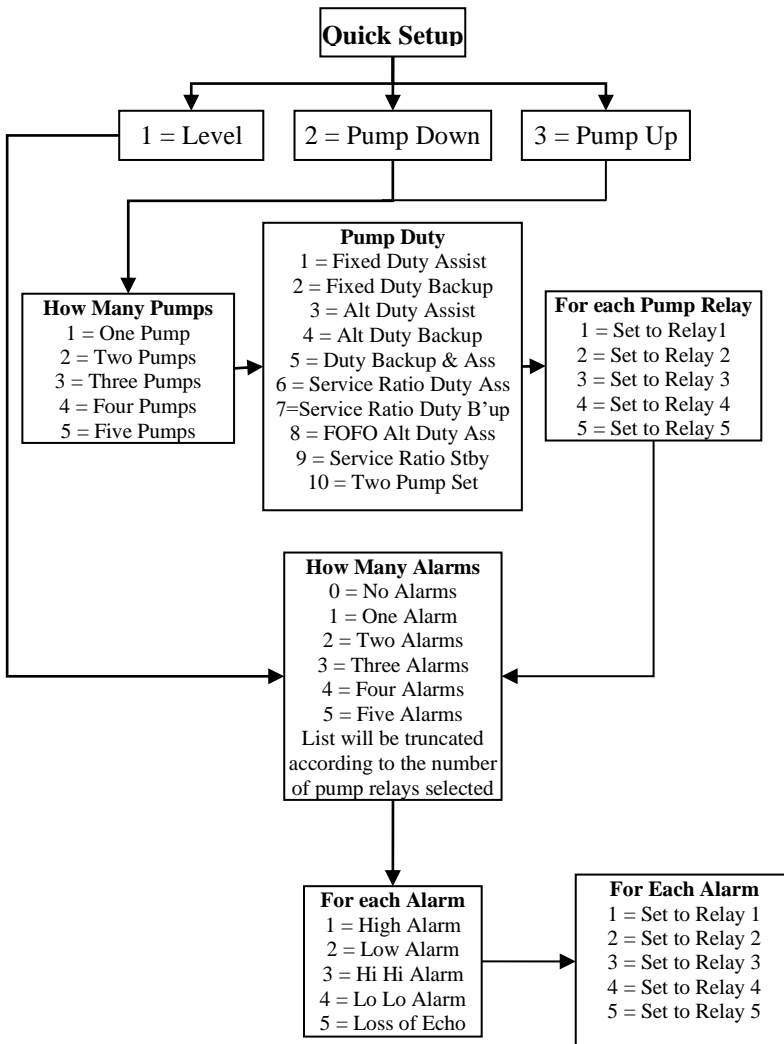 Quick Setup
1 = Level
2 = Pump Down
3 = Pump Up
How Many Pumps
1 = One Pump
2 = Two Pumps
3 = Three Pumps
4 = Four Pumps
5 = Five Pumps
Pump Duty
1 = Fixed Duty Assist
2 = Fixed Duty Backup
3 = Alt Duty Assist
4 = Alt Duty Backup
5 = Duty Backup & Ass
6 = Service Ratio Duty Ass
7=Service Ratio Duty B'up
8 = FOFO Alt Duty Ass
9 = Service Ratio Stby
10 = Two Pump Set
For each Pump Relay
1 = Set to Relay1
2 = Set to Relay 2
3 = Set to Relay 3
4 = Set to Relay 4
5 = Set to Relay 5
How Many Alarms
0 = No Alarms
1 = One Alarm
2 = Two Alarms
3 = Three Alarms
4 = Four Alarms
5 = Five Alarms
List will be truncated
according to the number
of pump relays selected
For each Alarm
1 = High Alarm
2 = Low Alarm
3 = Hi Hi Alarm
4 = Lo Lo Alarm
5 = Loss of Echo
For Each Alarm
1 = Set to Relay 1
2 = Set to Relay 2
3 = Set to Relay 3
4 = Set to Relay 4
5 = Set to Relay 5